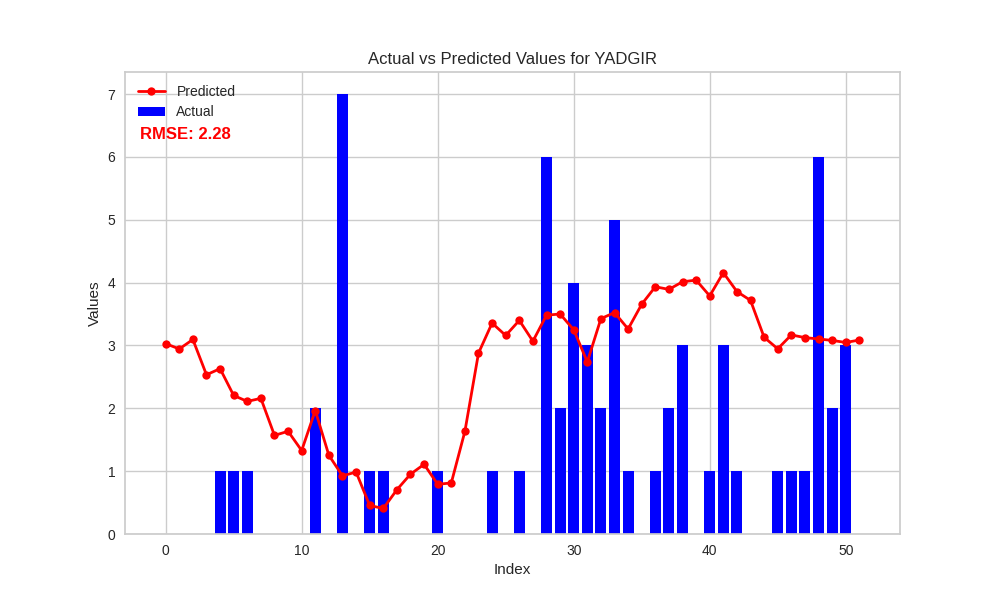 Actual vs Predicted Values for YADGIR
Predicted
Actual
RMSE: 2.28
Values
7
6
5
4
3
2
1
0
0 10 20 30 40 50
Index